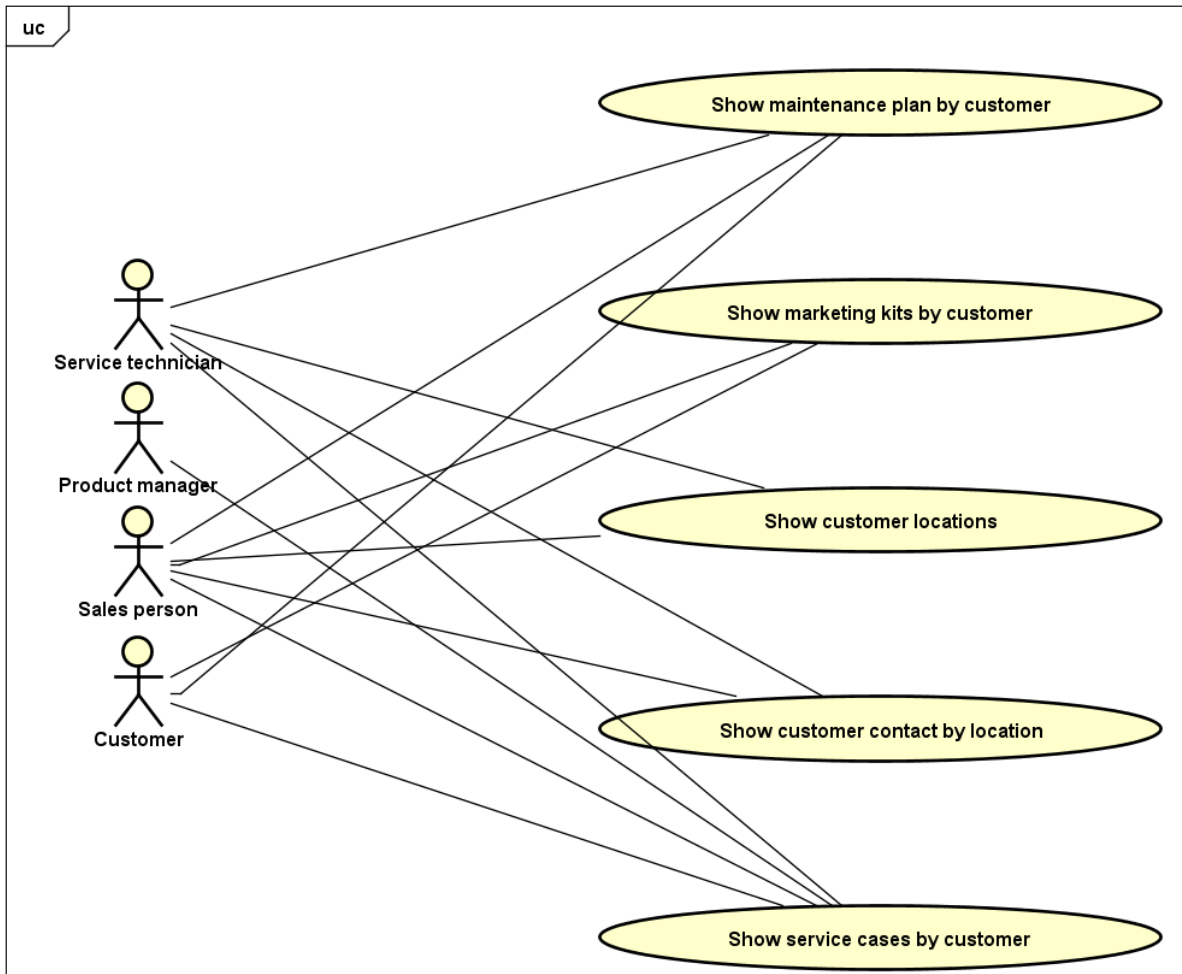 uc
Show maintenance plan by customer
Show marketing kits by customer
Service technician
Product manager
Show customer locations
Sales person
Customer
Show customer contact by location
Show service cases by customer